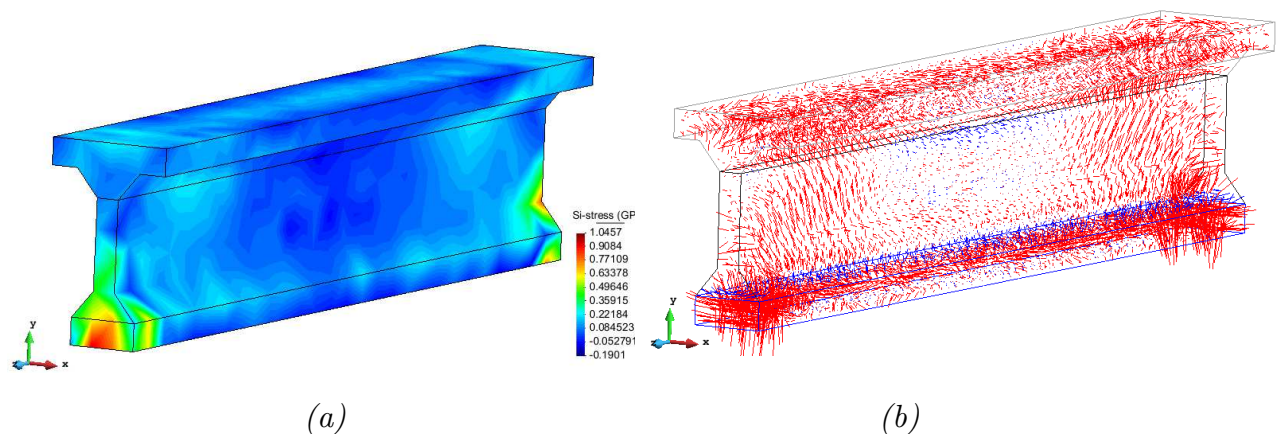 Si-stress (GP
1.0457
0.9084
0.77109
0.63378
0.49646
0.35915
0.22184
0.084523
-0.052791
-0.1901
y
z x
y
z x
(a) (b)